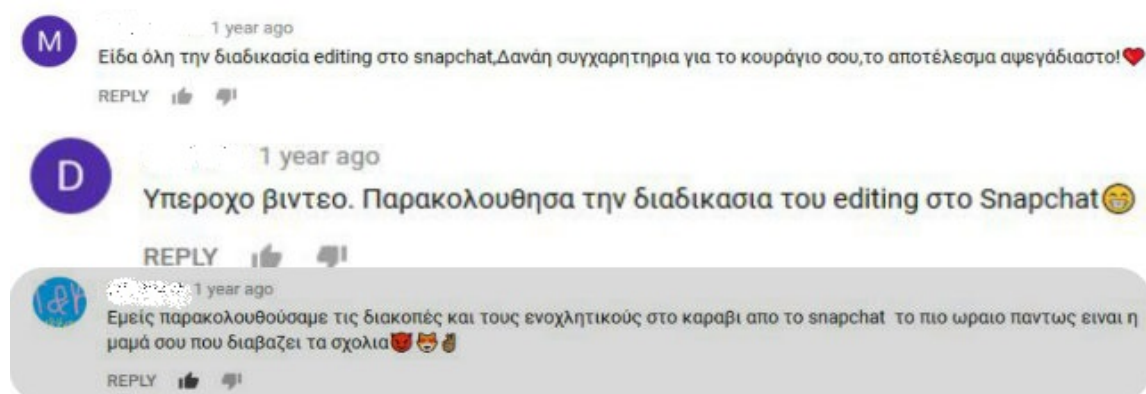 M
1 year ago
Είδα όλη την διαδικασία editing στο snapchat,Δανάη συγχαρητηρια για το κουράγιο σου,το αποτέλεσμα αψεγάδιαστο!❤
REPLY
D
1 year ago
Υπεροχο βιντεο. Παρακολουθησα την διαδικασια του editing στο Snapchat😁
REPLY
1 year ago
Εμείς παρακολουθούσαμε τις διακοπές και τους ενοχλητικούς στο καραβι απο το snapchat το πιο ωραιο παντως ειναι η
μαμά σου που διαβαζει τα σχολια😈😻✌🏾
REPLY